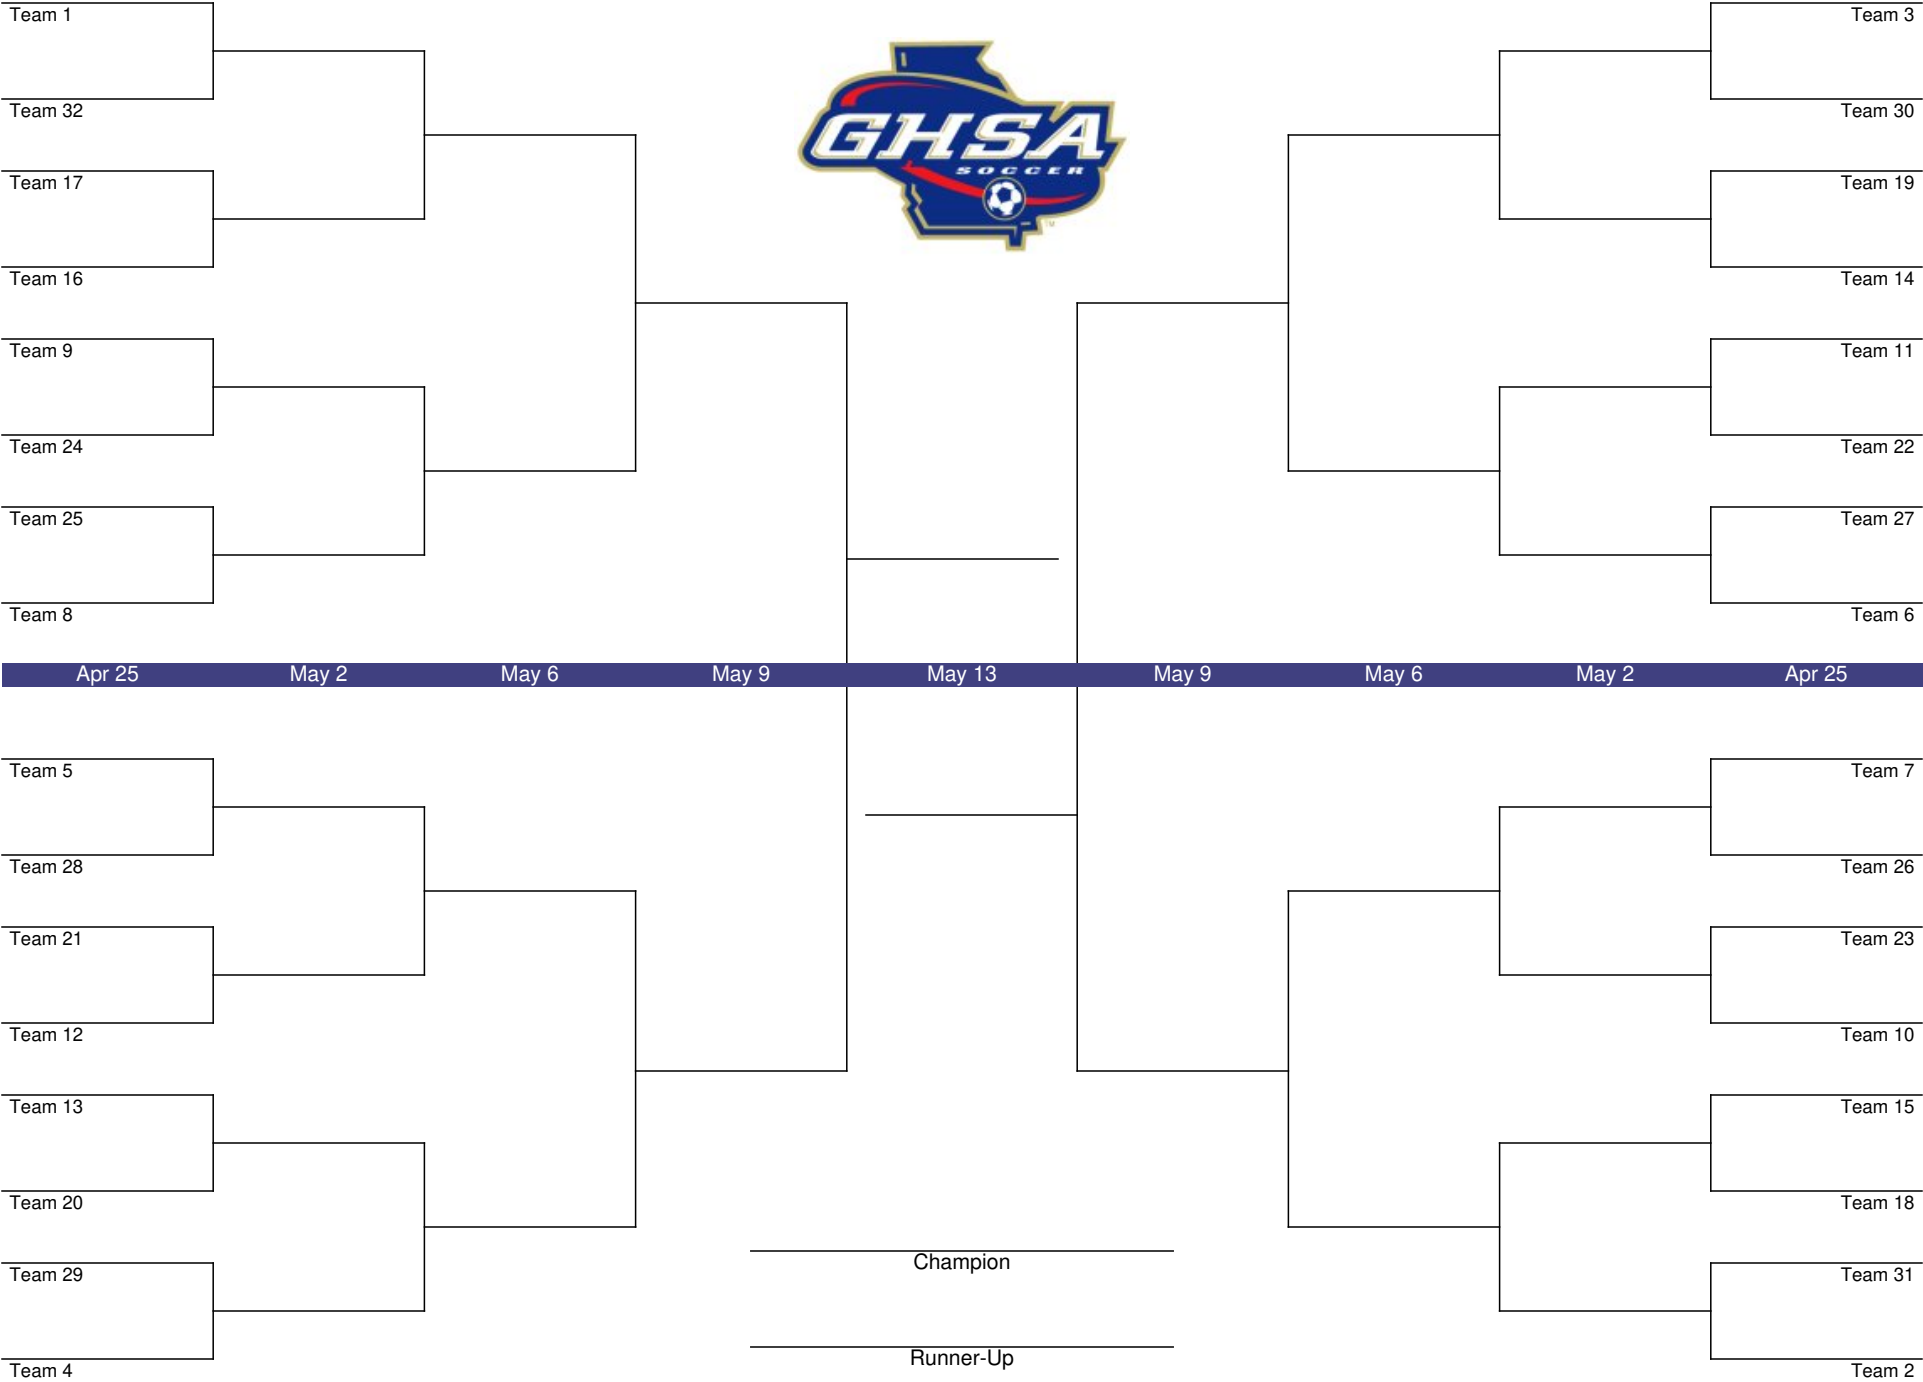 Team 1
Team 3
GHSA
SOCCER
TM
Team 32
Team 30
Team 17
Team 19
Team 16
Team 14
Team 9
Team 11
Team 24
Team 22
Team 25
Team 27
Team 8
Team 6
Apr 25 May 2 May 6 May 9 May 13 May 9 May 6 May 2 Apr 25
Team 5
Team 7
Team 28
Team 26
Team 21
Team 23
Team 12
Team 10
Team 13
Team 15
Team 20
Team 18
Champion
Team 29
Team 31
Runner-Up
Team 4
Team 2